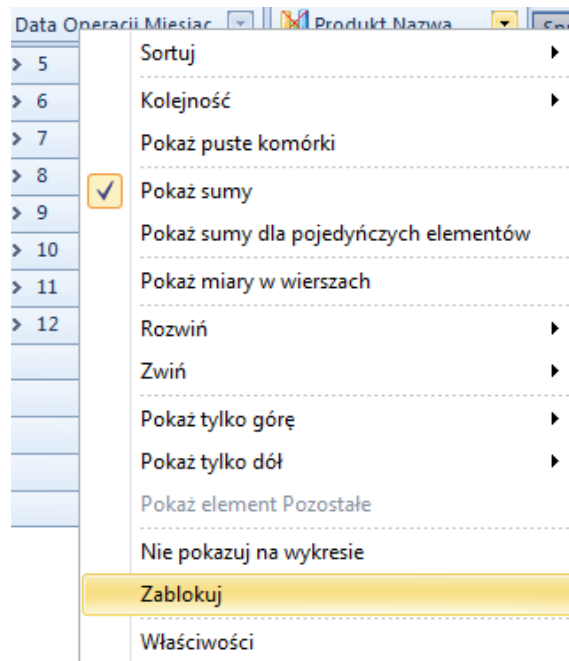 Data Operacji Miesiąc Produkt Nazwa
5
Sortuj
6
Kolejność
7
Pokaż puste komórki
8
Pokaż sumy
9
Pokaż sumy dla pojedyńczych elementów
10
11
Pokaż miary w wierszach
12
Rozwiń
Zwiń
Pokaż tylko górę
Pokaż tylko dół
Pokaż element Pozostałe
Nie pokazuj na wykresie
Zablokuj
Właściwości